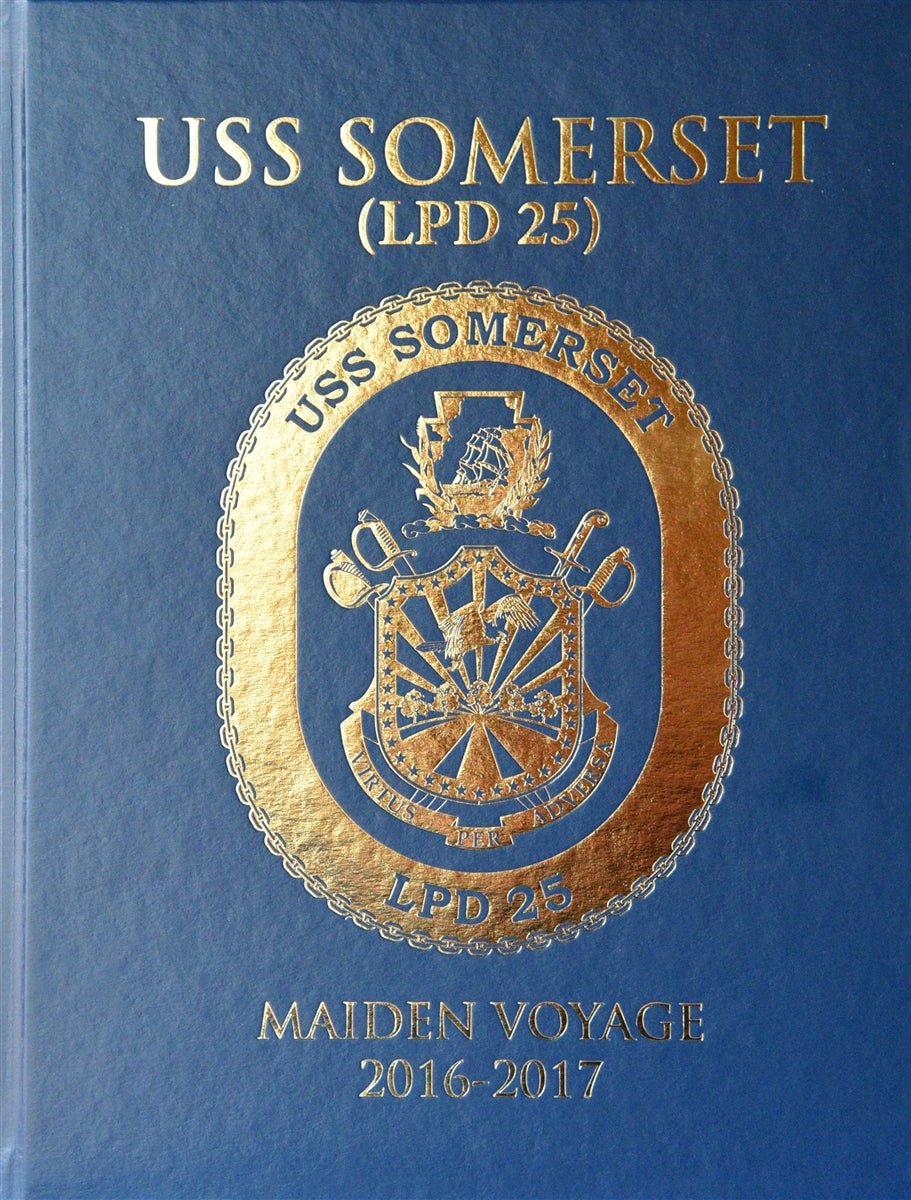 USS SOMERSET
(LPD 25)
USS SOMERSET
VIRTUS PER ADVERSA
LPD 25
MAIDEN VOYAGE
2016-2017